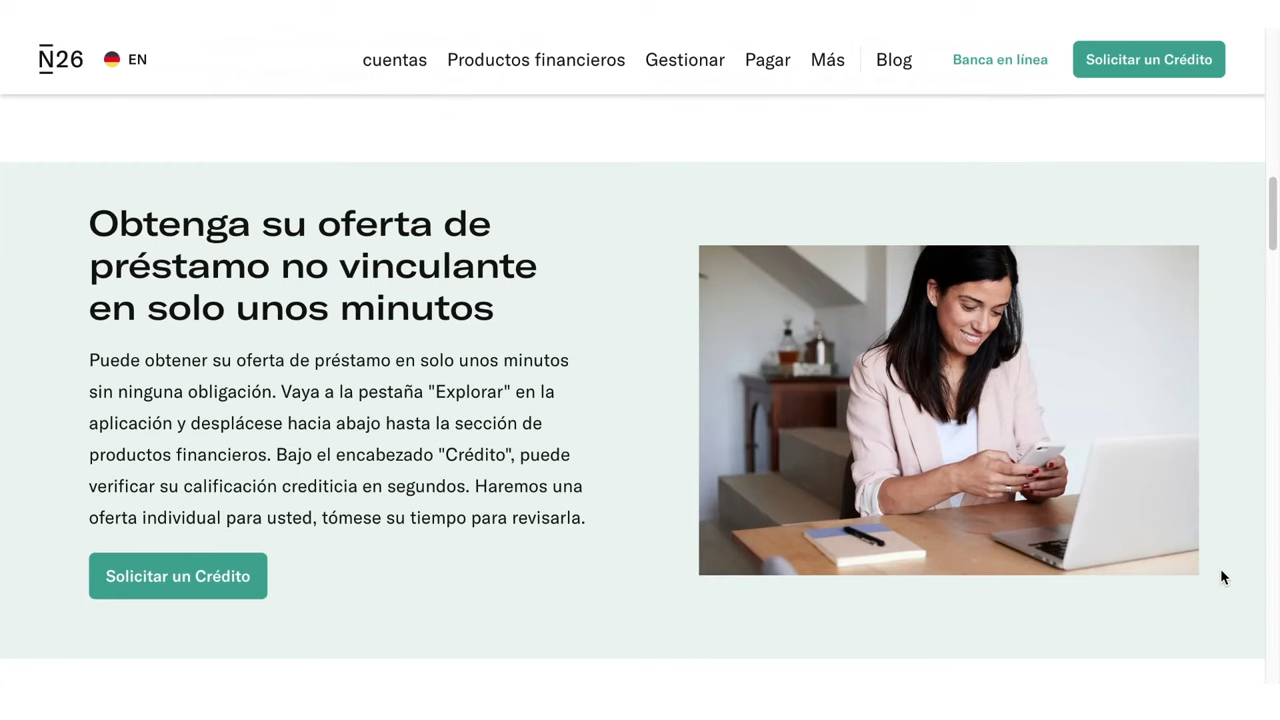 N26
EN
cuentas
Productos financieros
Gestionar
Pagar
Más
Blog
Banca en línea
Solicitar un Crédito
Obtenga su oferta de
préstamo no vinculante
en solo unos minutos
Puede obtener su oferta de préstamo en solo unos minutos
sin ninguna obligación. Vaya a la pestaña "Explorar" en la
aplicación y desplácese hacia abajo hasta la sección de
productos financieros. Bajo el encabezado "Crédito", puede
verificar su calificación crediticia en segundos. Haremos una
oferta individual para usted, tómese su tiempo para revisarla.
Solicitar un Crédito